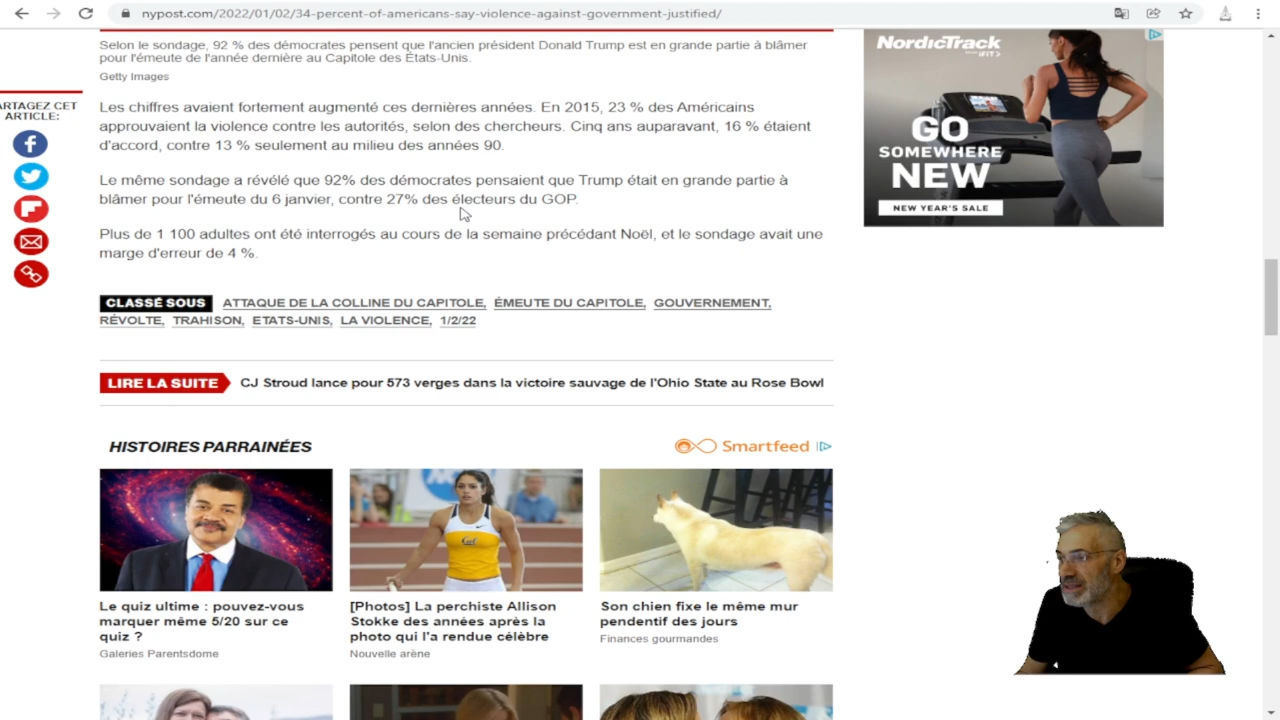 nypost.com/2022/01/02/34-percent-of-americans-say-violence-against-government-justified/
Selon le sondage, 92 % des démocrates pensent que l'ancien président Donald Trump est en grande partie à blâmer
pour l'émeute de l'année dernière au Capitole des États-Unis.
Getty Images
ARTAGEZ CET
ARTICLE:
Les chiffres avaient fortement augmenté ces dernières années. En 2015, 23 % des Américains
approuvaient la violence contre les autorités, selon des chercheurs. Cinq ans auparavant, 16 % étaient
d'accord, contre 13 % seulement au milieu des années 90.
Le même sondage a révélé que 92% des démocrates pensaient que Trump était en grande partie à
blâmer pour l'émeute du 6 janvier, contre 27% des électeurs du GOP.
Plus de 1 100 adultes ont été interrogés au cours de la semaine précédant Noël, et le sondage avait une
marge d'erreur de 4 %.
CLASSÉ SOUS ATTAQUE DE LA COLLINE DU CAPITOLE, ÉMEUTE DU CAPITOLE, GOUVERNEMENT,
RÉVOLTE, TRAHISON, ETATS-UNIS, LA VIOLENCE, 1/2/22
LIRE LA SUITE CJ Stroud lance pour 573 verges dans la victoire sauvage de l'Ohio State au Rose Bowl
HISTOIRES PARRAINÉES
Smartfeed
Le quiz ultime : pouvez-vous
marquer même 5/20 sur ce
quiz ?
Galeries Parentsdome
Cal
[Photos] La perchiste Allison
Stokke des années après la
photo qui l'a rendue célèbre
Nouvelle arène
Son chien fixe le même mur
pendentif des jours
Finances gourmandes
NordicTrack
iFIT
GO
SOMEWHERE
NEW
NEW YEAR'S SALE